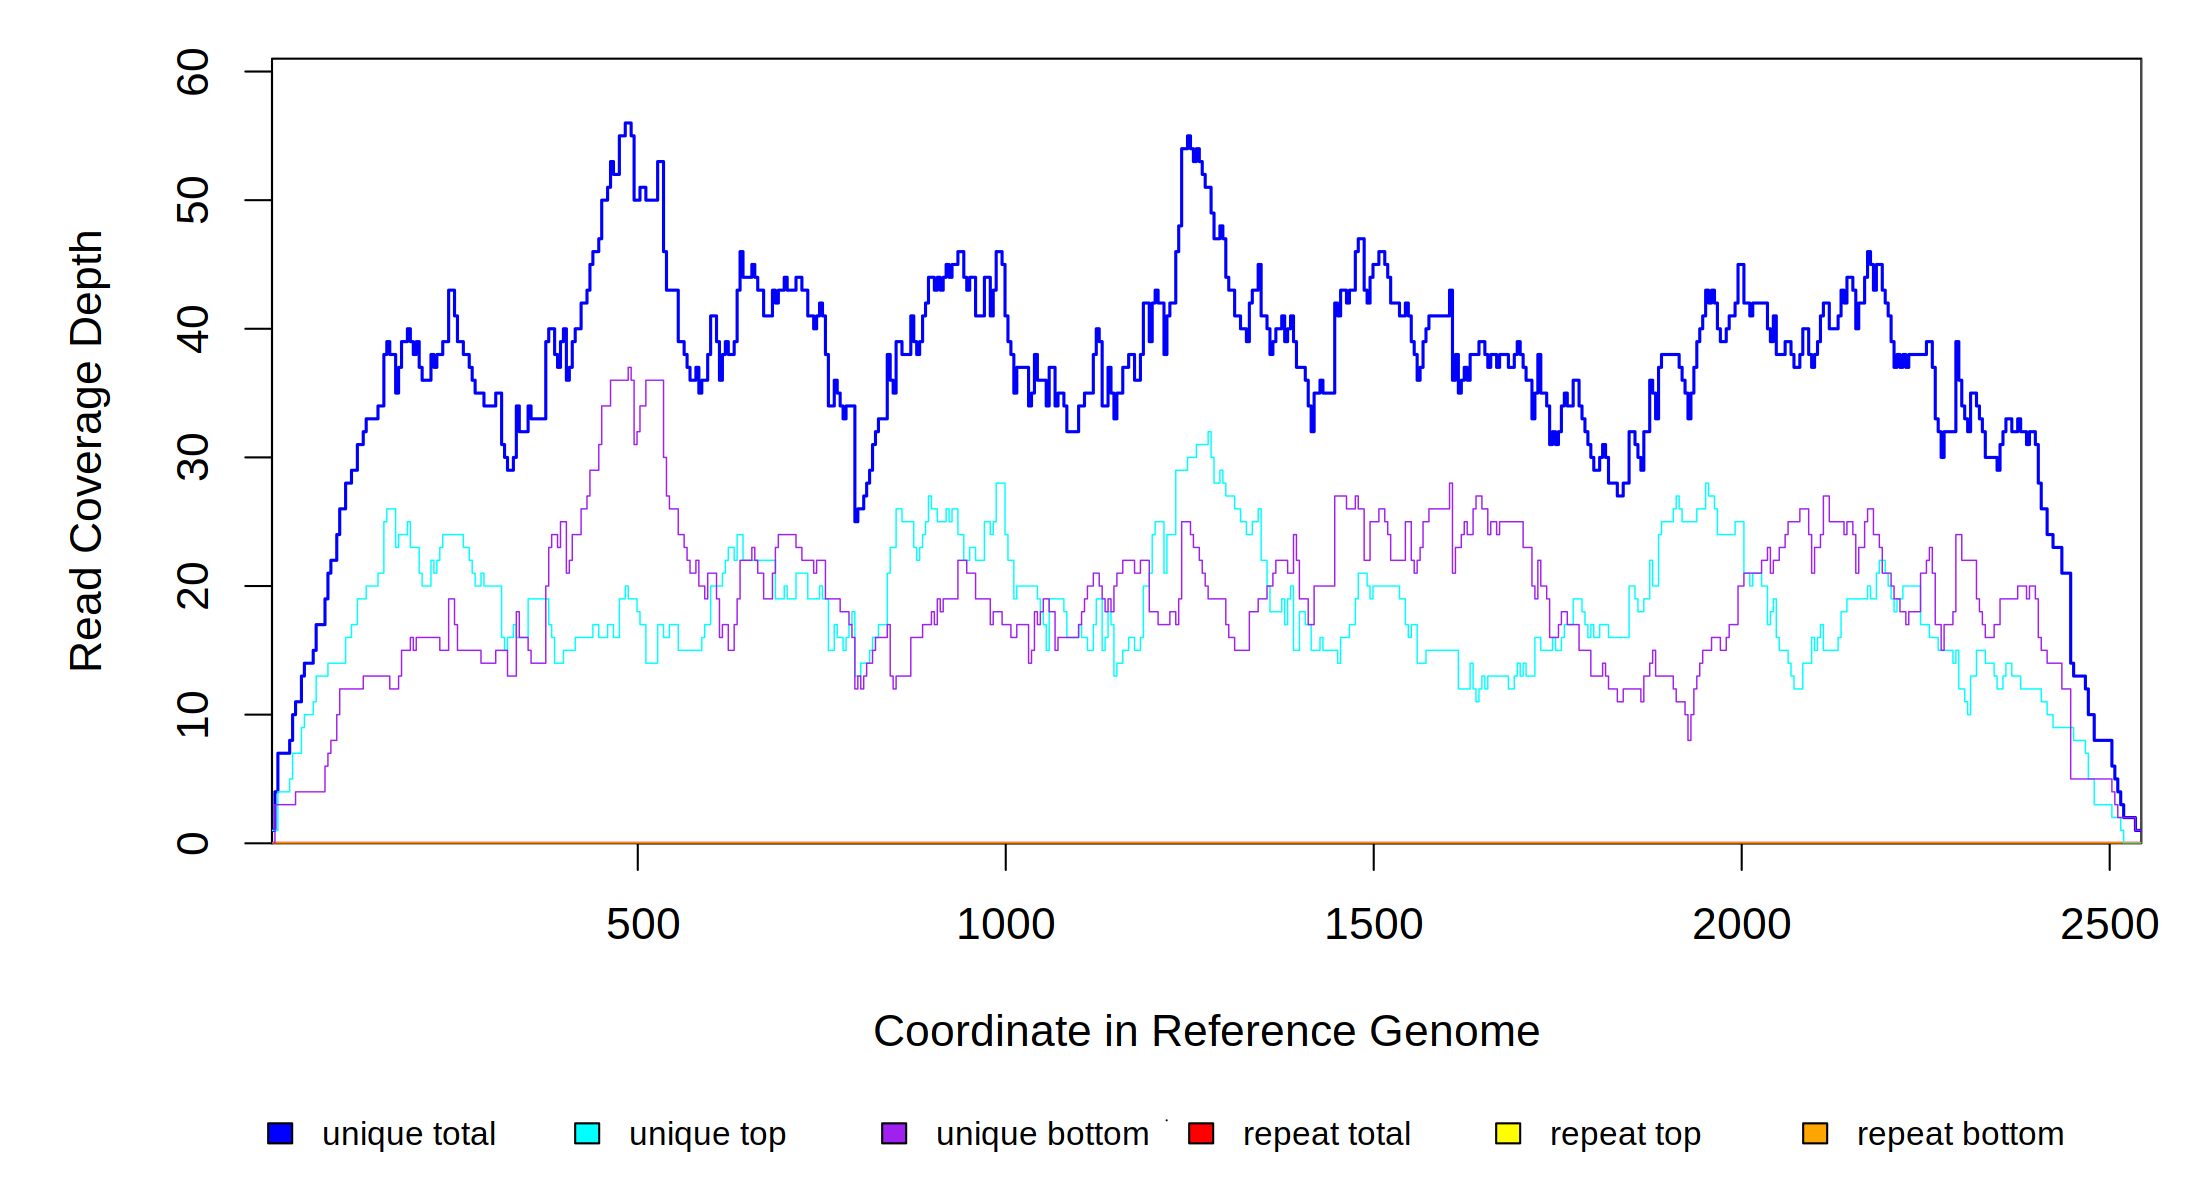 60
50
40
30
20
10
0
Read Coverage Depth
500 1000 1500 2000 2500
Coordinate in Reference Genome
unique total unique top unique bottom repeat total repeat top repeat bottom